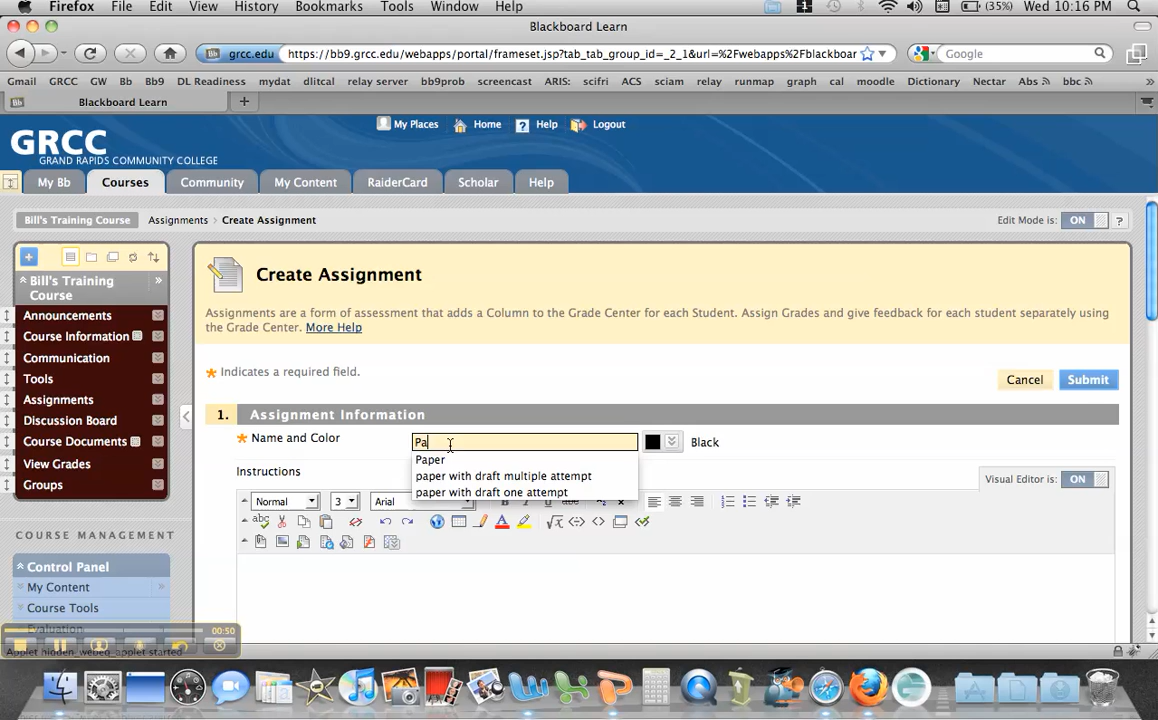 Firefox File Edit View History Bookmarks Tools Window Help 1 (35%) Wed 10:16 PM
Blackboard Learn
grcc.edu https://bb9.grcc.edu/webapps/portal/frameset.jsp?tab_tab_group_id=_2_1&url=%2Fwebapps%2Fblackboar Google
Gmail GRCC GW Bb Bb9 DL Readiness mydat dlitcal relay server bb9prob screencast ARIS: scifri ACS sciam relay runmap graph cal moodle Dictionary Nectar Abs bbc »
Bb Blackboard Learn +
My Places Home ? Help Logout
GRCC
GRAND RAPIDS COMMUNITY COLLEGE
My Bb Courses Community My Content RaiderCard Scholar Help
Bill's Training Course Assignments > Create Assignment Edit Mode is: ON ?
Bill's Training
Course
Announcements
Course Information
Communication
Tools
Assignments
Discussion Board
Course Documents
View Grades
Groups
COURSE MANAGEMENT
Control Panel
My Content
Course Tools
Evaluation
00:50
Applet hidden_webeq_applet started
Create Assignment
Assignments are a form of assessment that adds a Column to the Grade Center for each Student. Assign Grades and give feedback for each student separately using
the Grade Center. More Help
* Indicates a required field.
Cancel Submit
1. Assignment Information
* Name and Color Pa Black
Paper
paper with draft multiple attempt
paper with draft one attempt
Instructions
Visual Editor is: ON
Normal 3 Arial
abc